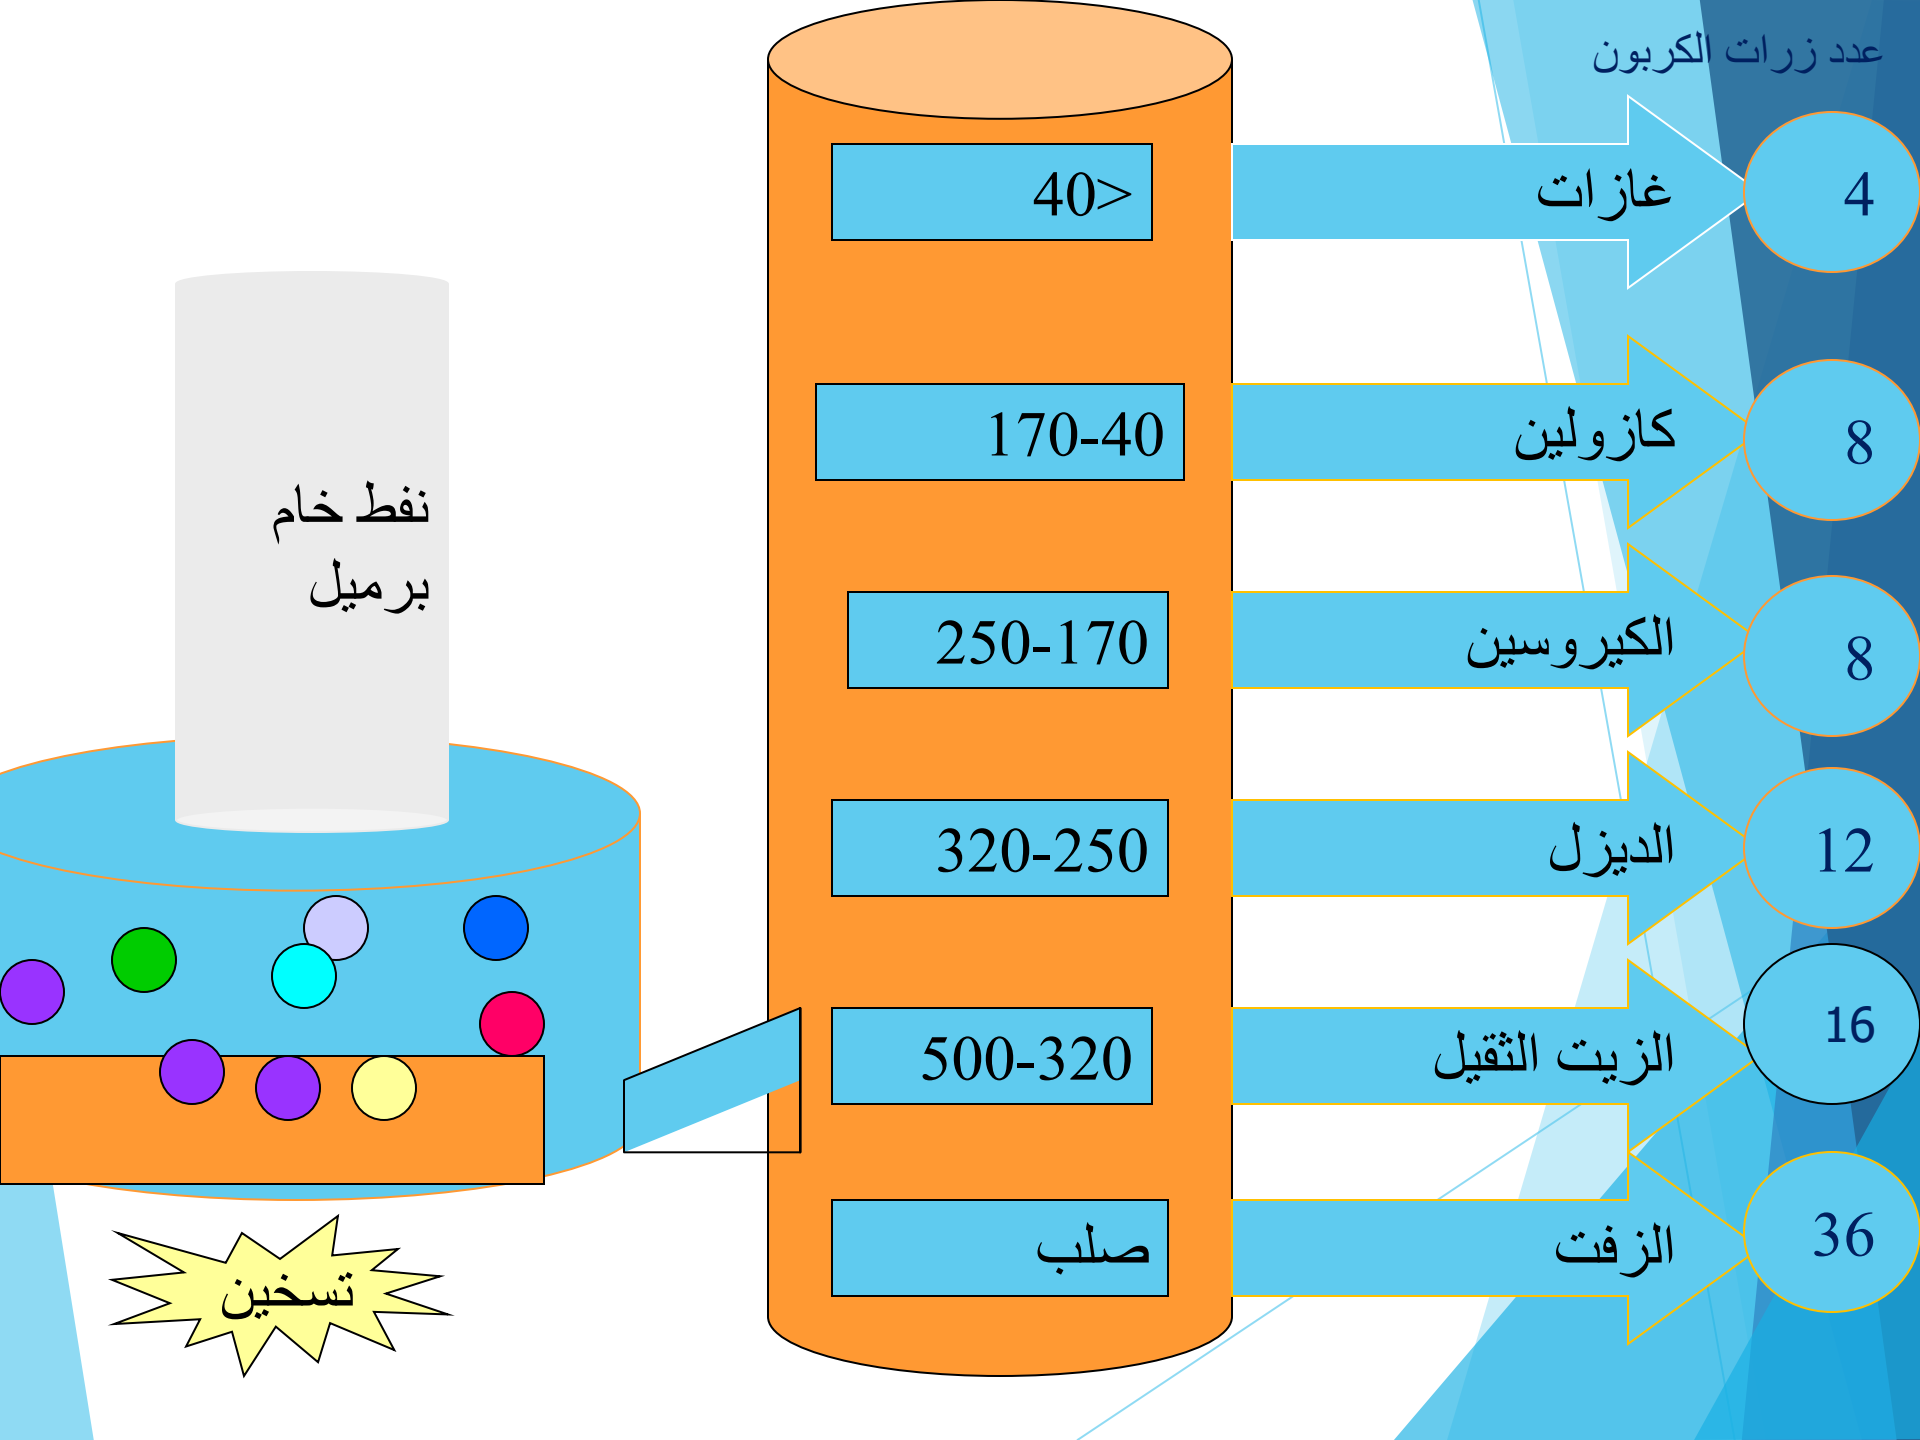 عدد زرات الكربون
40>
غازات
4
170-40
كازولين
8
250-170
الكيروسين
8
320-250
الديزل
12
500-320
الزيت الثقيل
16
صلب
الزفت
36
نفط خام
برميل
تسخين